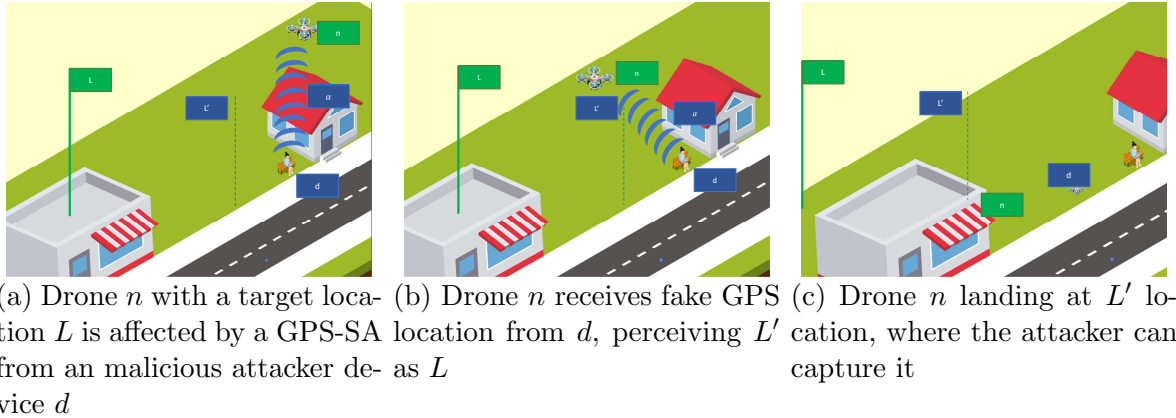 n
L
L'
α
d
n
L
L'
α
d
L
L'
d
n
(a) Drone n with a target loca-
tion L is affected by a GPS-SA
from an malicious attacker de-
vice d
(b) Drone n receives fake GPS
location from d, perceiving L′
as L
(c) Drone n landing at L′ lo-
cation, where the attacker can
capture it